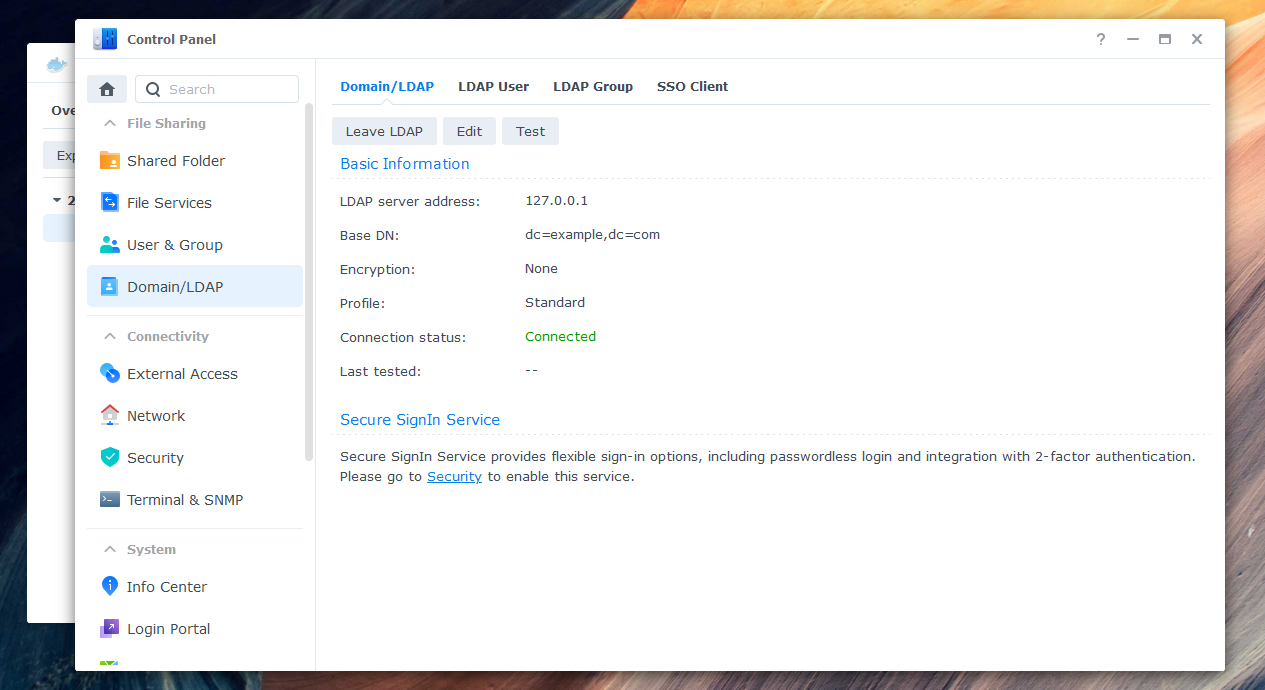 Control Panel
Ove
Exp
2
Search
File Sharing
Shared Folder
File Services
User & Group
Domain/LDAP
Connectivity
External Access
Network
Security
Terminal & SNMP
System
Info Center
Login Portal
Domain/LDAP LDAP User LDAP Group SSO Client
Leave LDAP Edit Test
Basic Information
LDAP server address: 127.0.0.1
Base DN: dc=example,dc=com
Encryption: None
Profile: Standard
Connection status: Connected
Last tested: --
Secure SignIn Service
Secure SignIn Service provides flexible sign-in options, including passwordless login and integration with 2-factor authentication.
Please go to Security to enable this service.